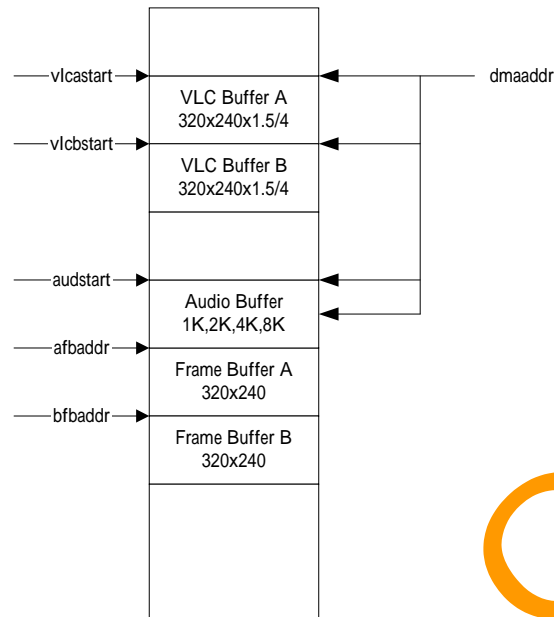 vlcastart
dmaaddr
VLC Buffer A
320x240x1.5/4
vlcbstart
VLC Buffer B
320x240x1.5/4
audstart
Audio Buffer
1K,2K,4K,8K
afbaddr
Frame Buffer A
320x240
bfbaddr
Frame Buffer B
320x240